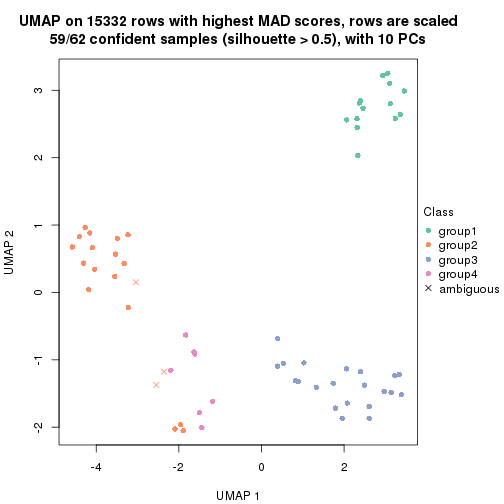 UMAP on 15332 rows with highest MAD scores, rows are scaled
59/62 confident samples (silhouette > 0.5), with 10 PCs
UMAP 2
3
2
1
0
-1
-2
-4
-2
0
2
UMAP 1
Class
group1
group2
group3
group4
ambiguous